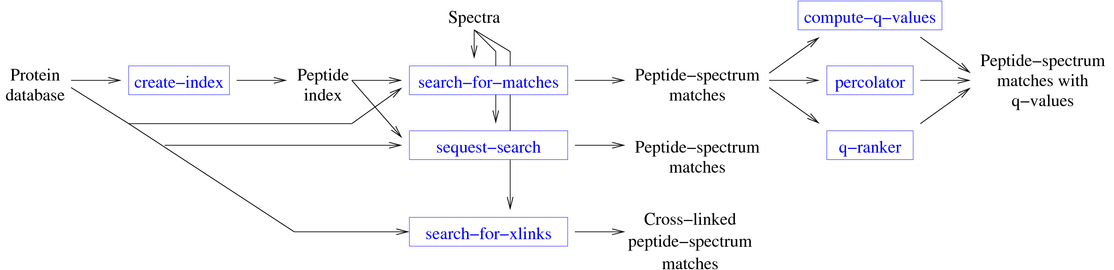 Spectra
compute-q-values
Protein
database
create-index
Peptide
index
search-for-matches
Peptide-spectrum
matches
percolator
Peptide-spectrum
matches with
q-values
sequest-search
Peptide-spectrum
matches
q-ranker
search-for-xlinks
Cross-linked
peptide-spectrum
matches